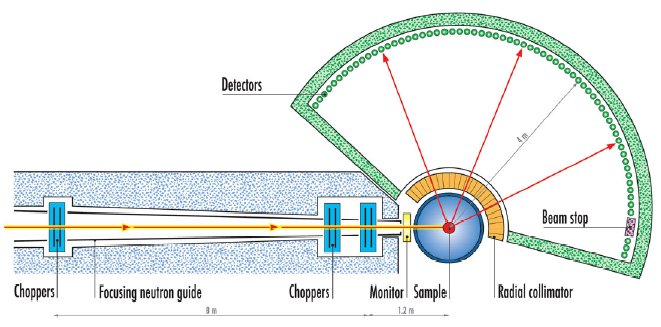 Detectors
4 m
Beam stop
Choppers
Focusing neutron guide
Choppers
Monitor
Sample
Radial collimator
8 m
1.2 m